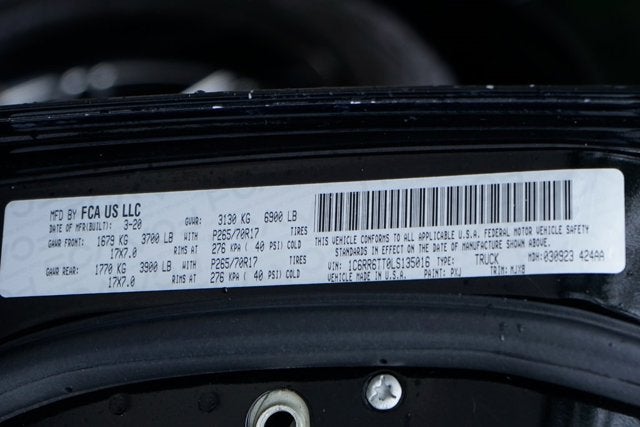 MFD BY FCA US LLC
DATE OF MFR(BUILT): 3-20 GVWR: 3130 KG 6900 LB
GAWR FRONT: 1679 KG 3700 LB WITH P265/70R17 TIRES
17X7.0 RIMS AT 276 KPA ( 40 PSI) COLD
GAWR REAR: 1770 KG 3900 LB WITH P265/70R17 TIRES
17X7.0 RIMS AT 276 KPA ( 40 PSI) COLD
THIS VEHICLE CONFORMS TO ALL APPLICABLE U.S.A. FEDERAL MOTOR VEHICLE SAFETY
STANDARDS IN EFFECT ON THE DATE OF MANUFACTURE SHOWN ABOVE.
VIN: 1C6RR6TT0LS135016 TYPE: TRUCK MDH: 030923 424AA
MADE IN U.S.A. PAINT: PXJ TRIM: MJX8